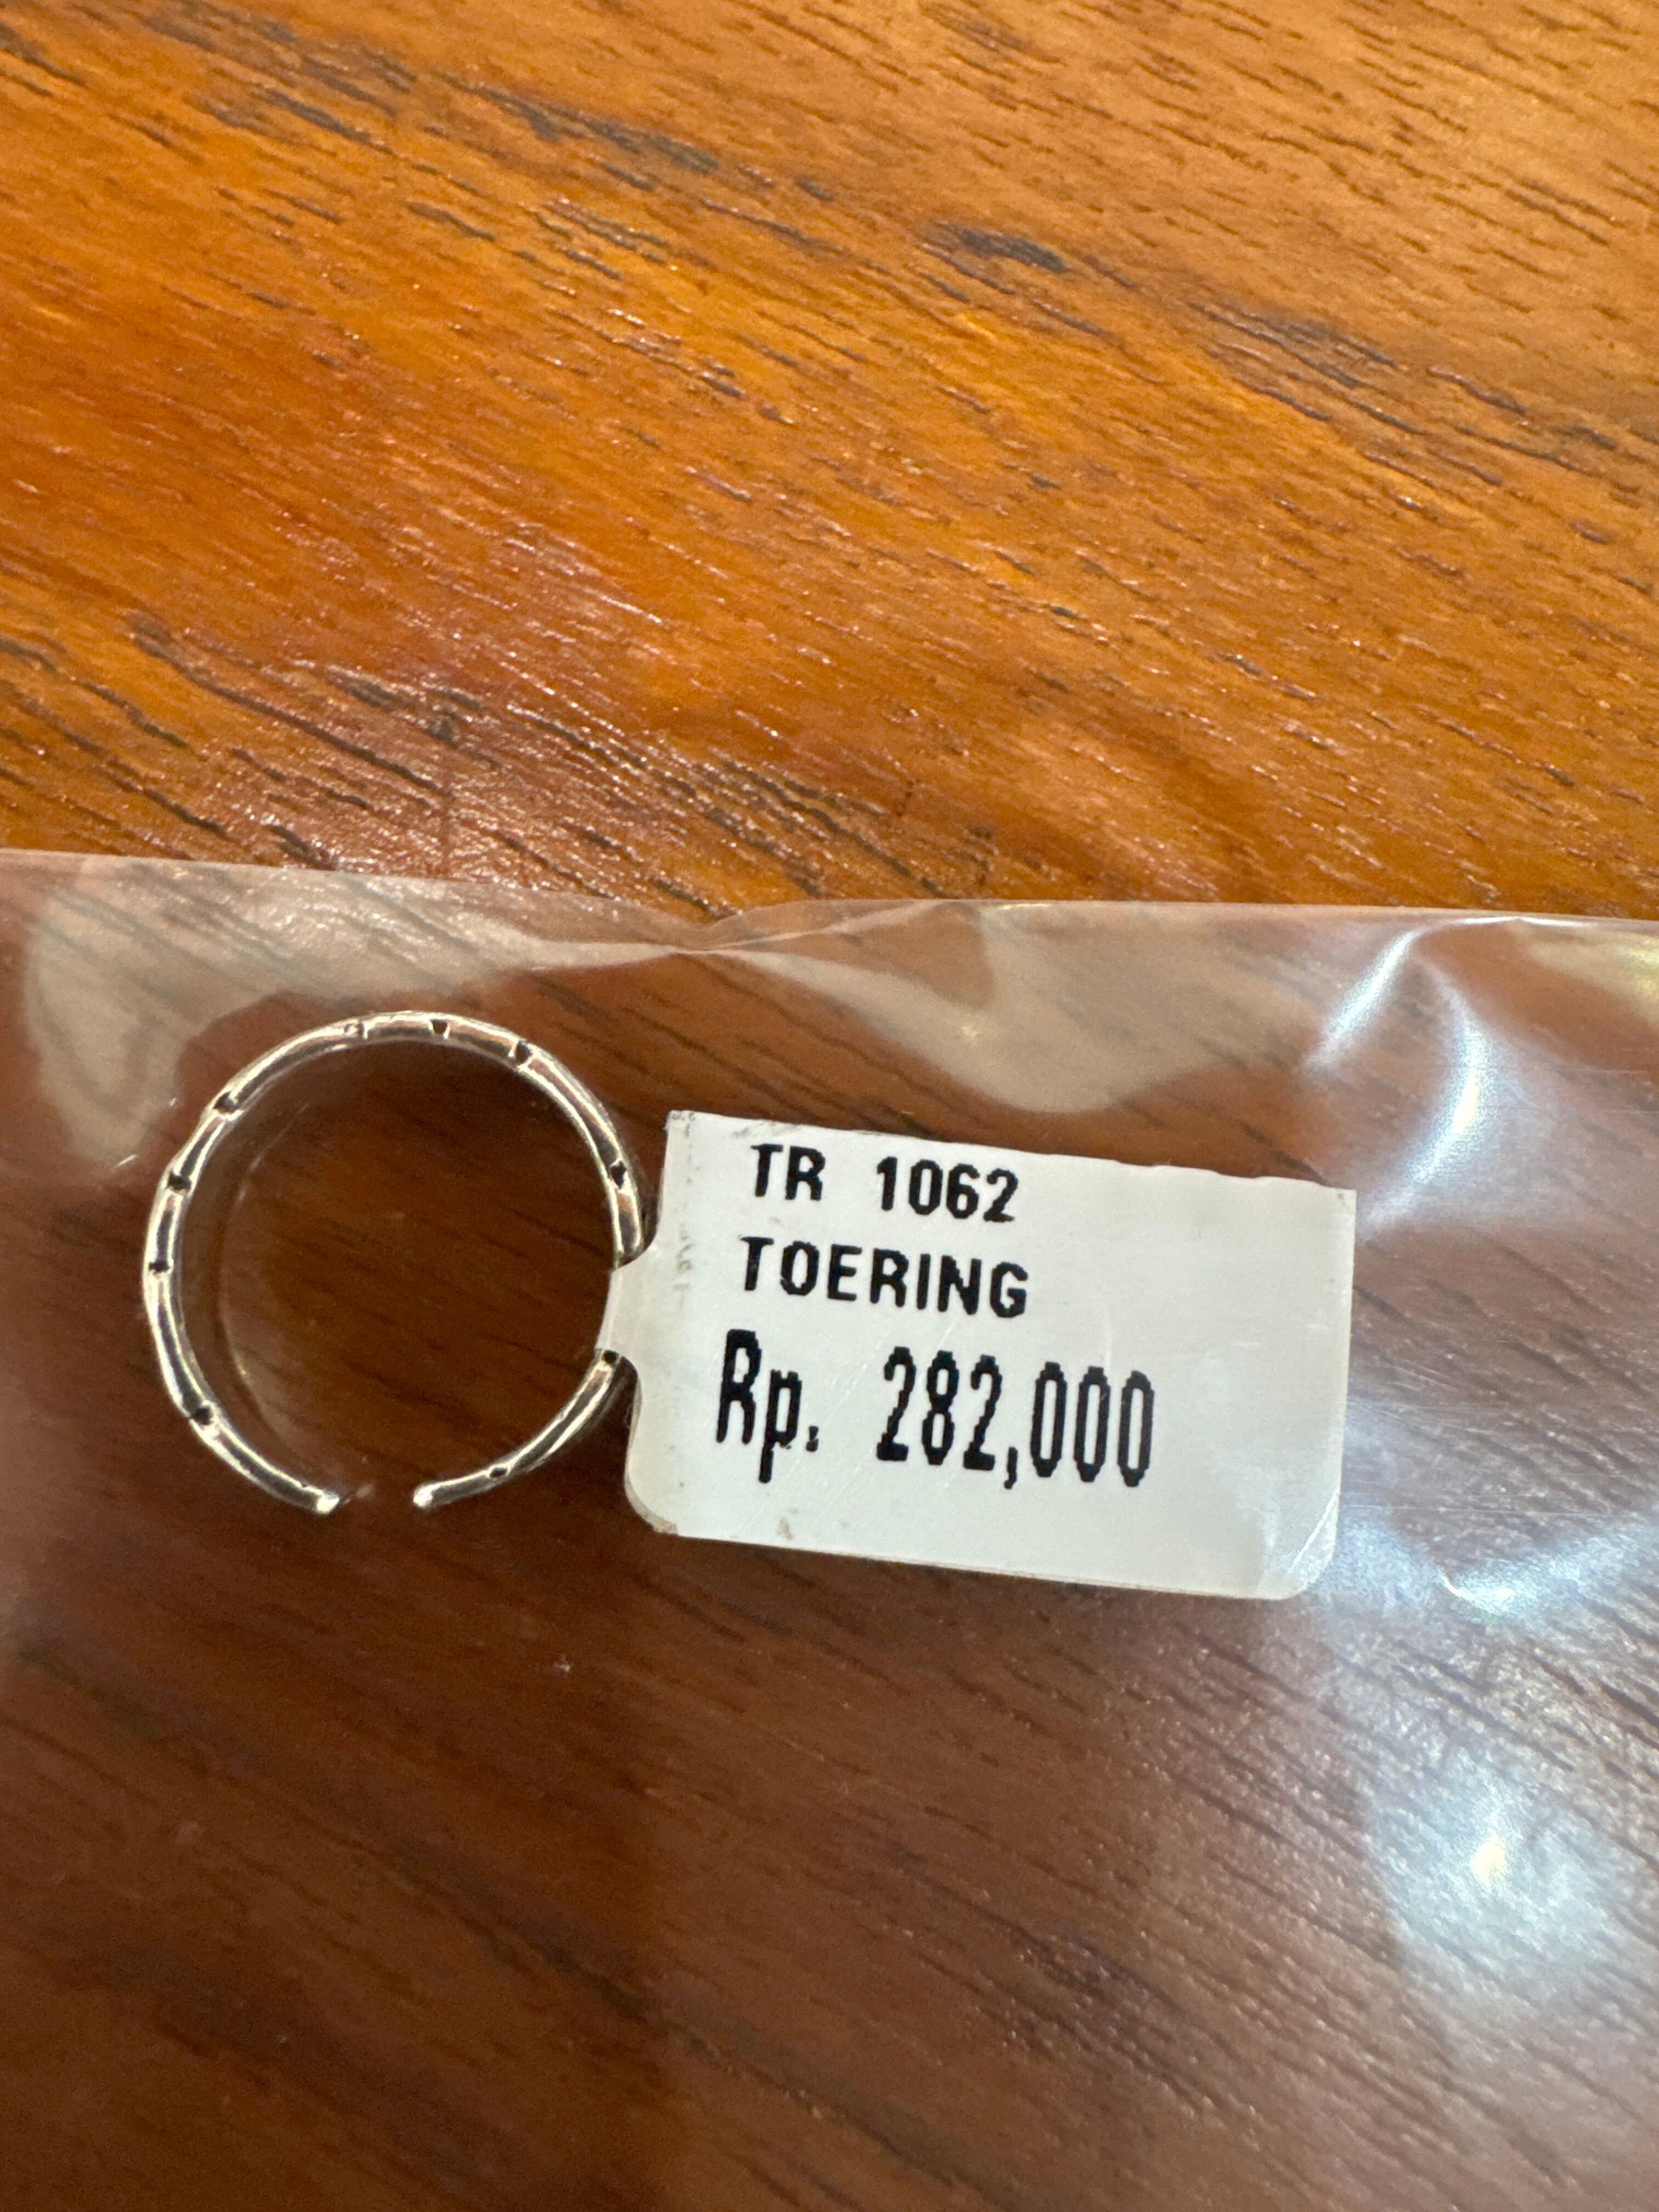 TR 1062
TOERING
Rp. 282,000